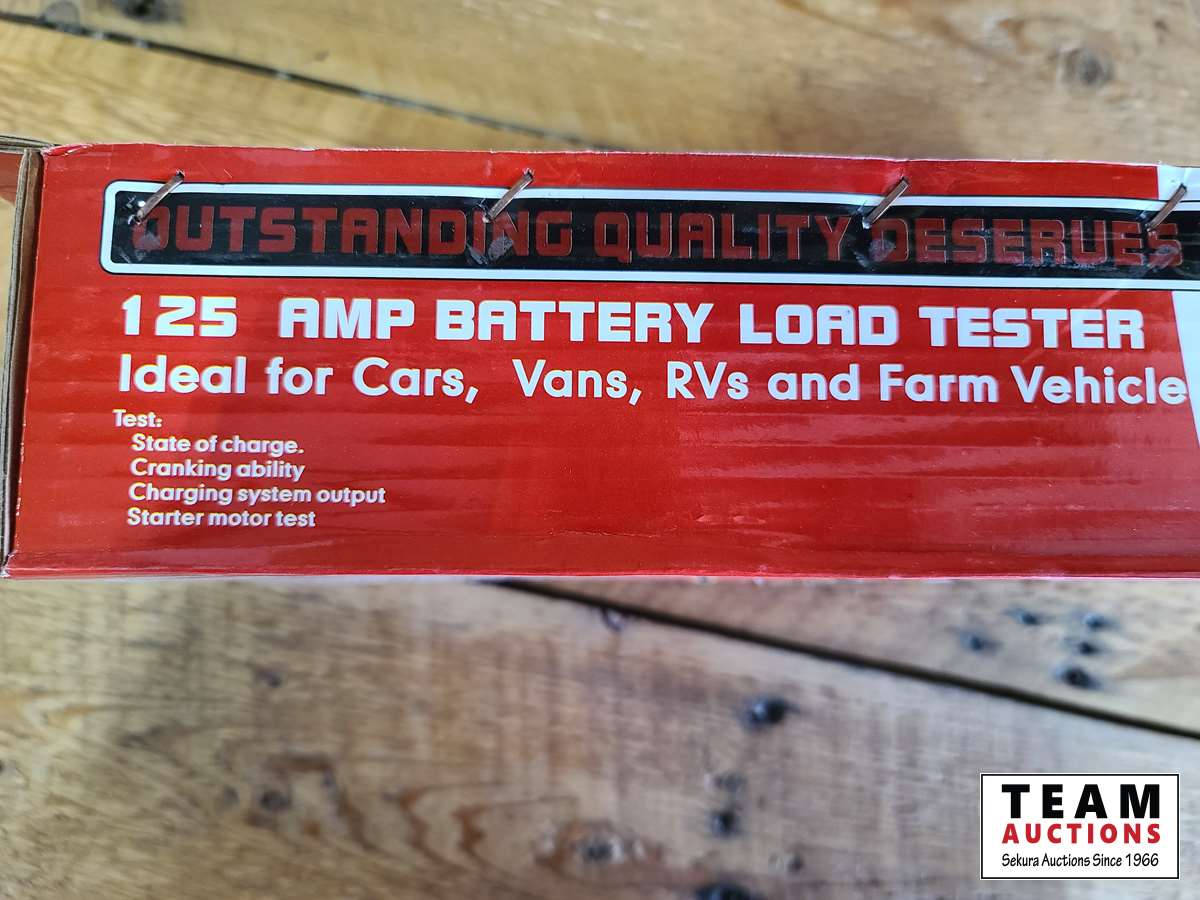 OUTSTANDING QUALITY DESERVES
125 AMP BATTERY LOAD TESTER
Ideal for Cars, Vans, RVs and Farm Vehicle
Test:
State of charge.
Cranking ability
Charging system output
Starter motor test
TEAM
AUCTIONS
Sekura Auctions Since 1966